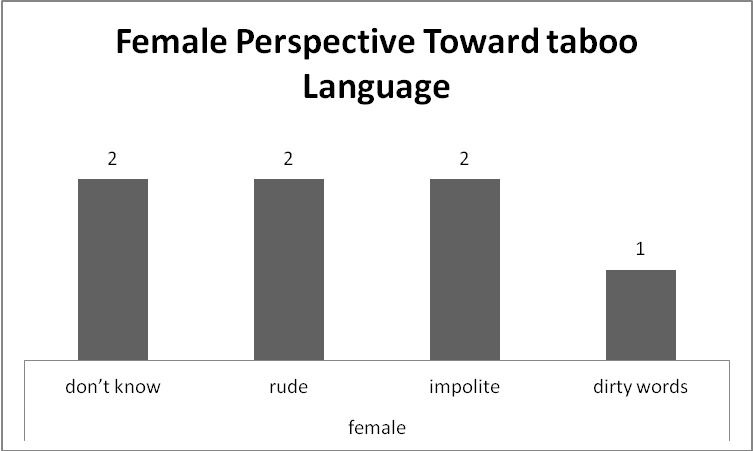 Female Perspective Toward taboo
Language
2
2
2
1
don’t know
rude
impolite
dirty words
female